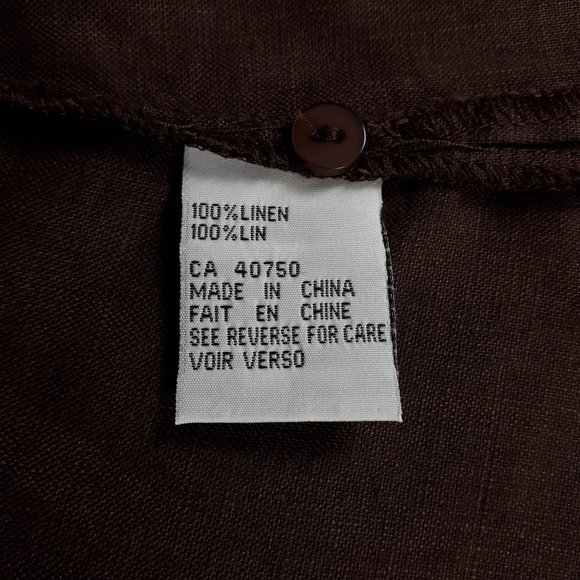 100%LINEN
100%LIN
CA 40750
MADE IN CHINA
FAIT EN CHINE
SEE REVERSE FOR CARE
VOIR VERSO